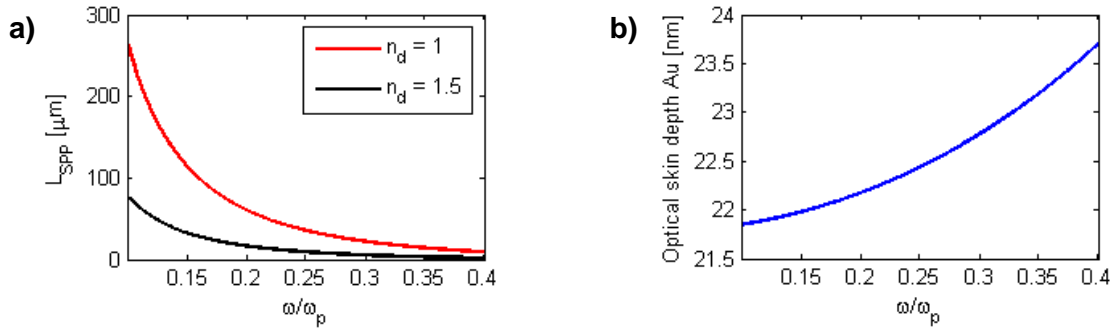 a)
300
200
100
0
L_SPP [μm]
n_d = 1
n_d = 1.5
0.15 0.2 0.25 0.3 0.35 0.4
ω/ω_p
b)
24
23.5
23
22.5
22
21.5
Optical skin depth Au [nm]
0.15 0.2 0.25 0.3 0.35 0.4
ω/ω_p